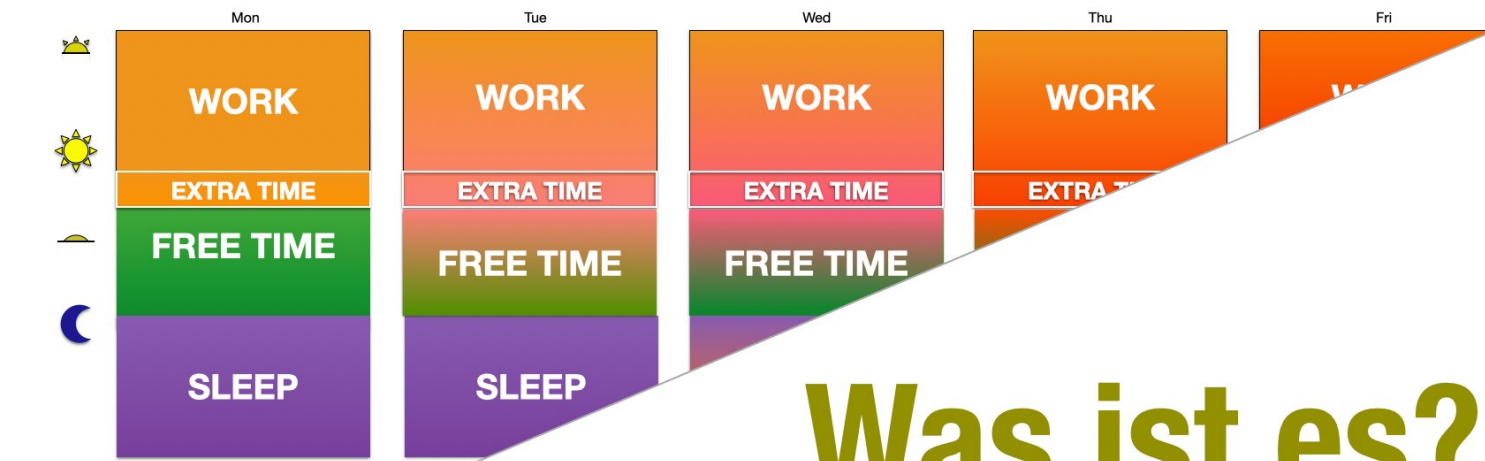 Mon Tue Wed Thu Fri
WORK WORK WORK WORK
EXTRA TIME EXTRA TIME EXTRA TIME EXTRA
FREE TIME FREE TIME FREE TIME
SLEEP SLEEP
Was ist es?